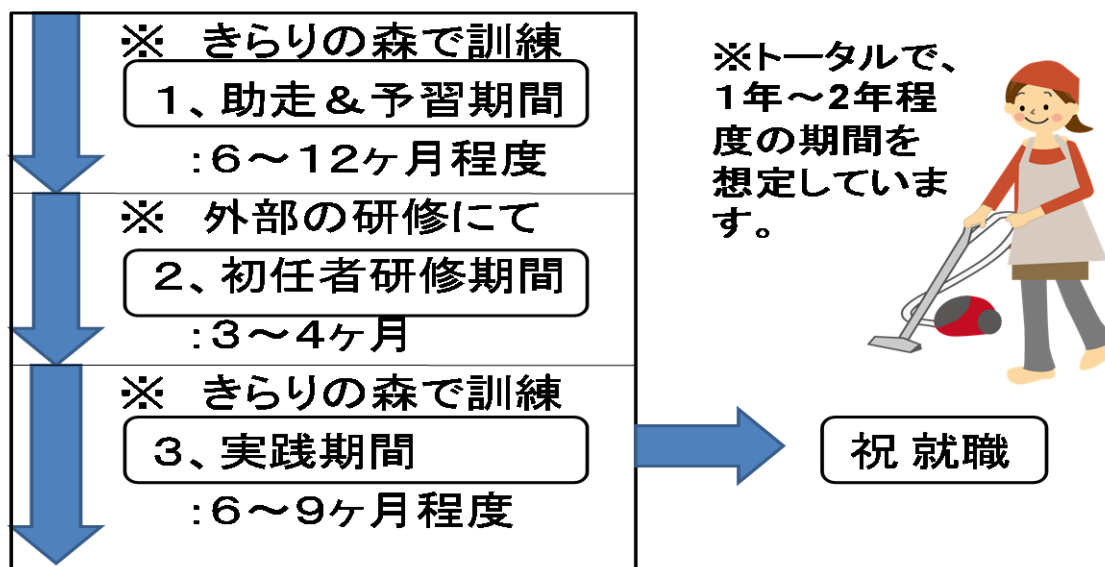 ※　きらりの森で訓練
１、助走＆予習期間
：６～１２ヶ月程度
※　外部の研修にて
２、初任者研修期間
：３～４ヶ月
※　きらりの森で訓練
３、実践期間
：６～９ヶ月程度
※トータルで、
１年～２年程
度の期間を
想定していま
す。
祝 就職